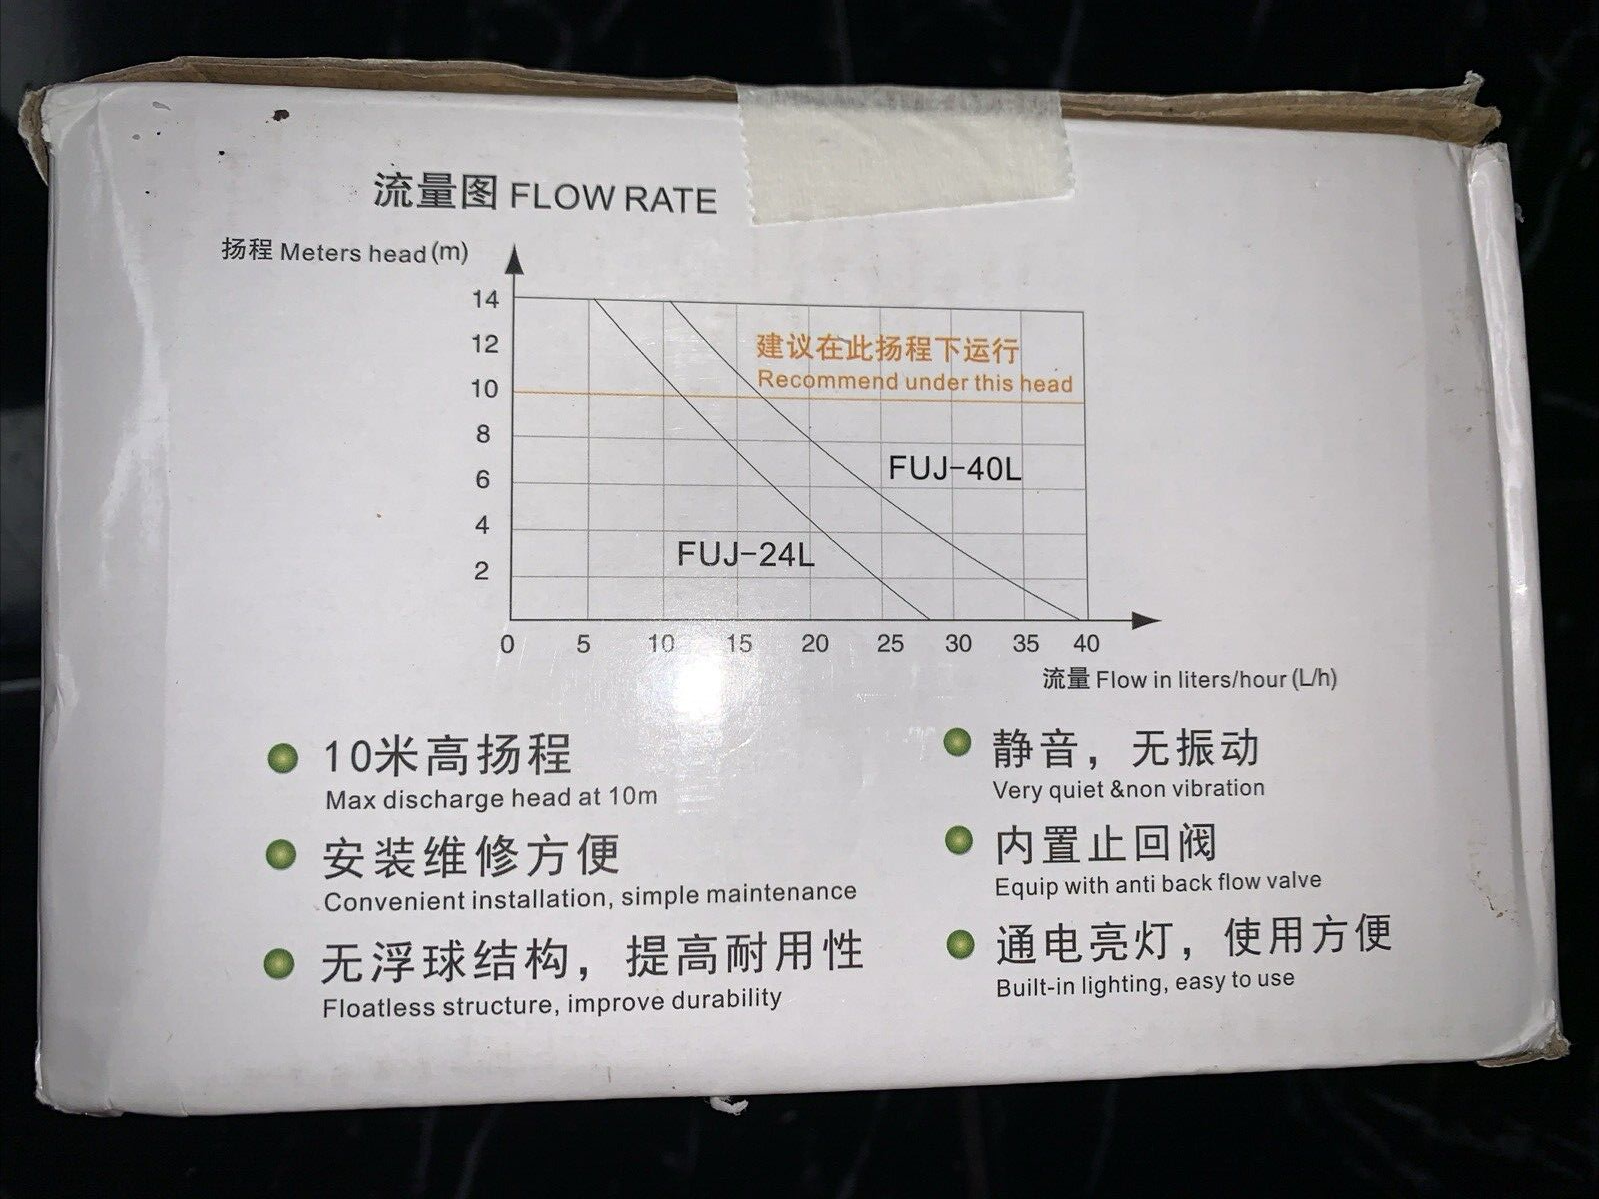 流量图 FLOW RATE
扬程 Meters head (m)
14
12
10
8
6
4
2
建议在此扬程下运行
Recommend under this head
FUJ-40L
FUJ-24L
0 5 10 15 20 25 30 35 40
流量 Flow in liters/hour (L/h)
10米高扬程
Max discharge head at 10m
安装维修方便
Convenient installation, simple maintenance
无浮球结构，提高耐用性
Floatless structure, improve durability
静音，无振动
Very quiet &non vibration
内置止回阀
Equip with anti back flow valve
通电亮灯，使用方便
Built-in lighting, easy to use